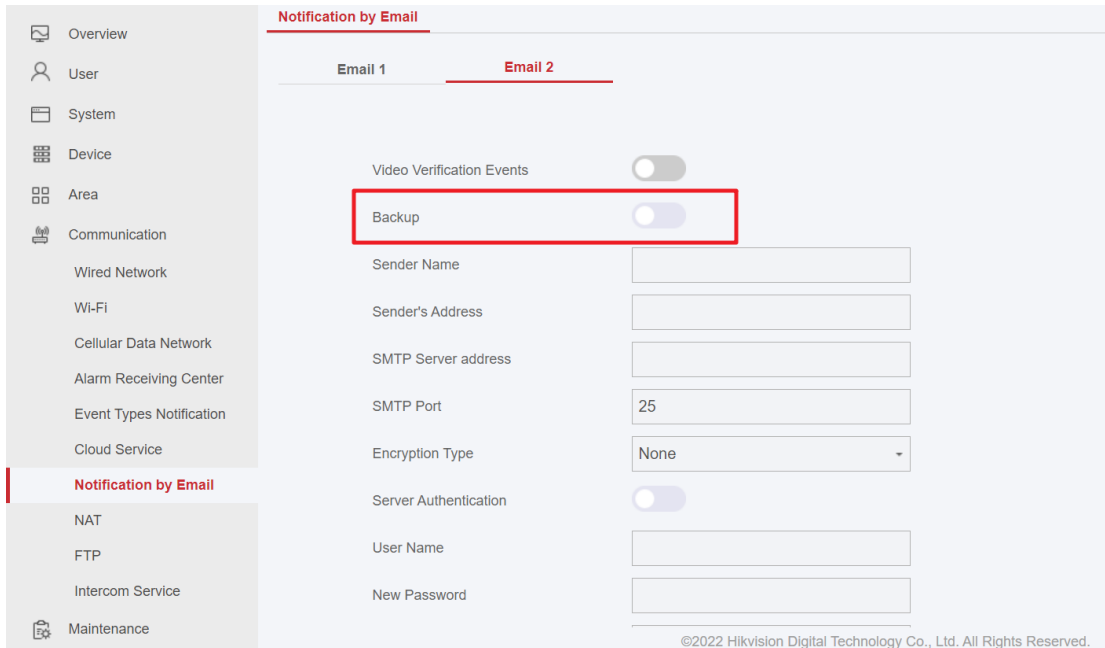 Notification by Email
Overview
User
System
Device
Area
Communication
Wired Network
Wi-Fi
Cellular Data Network
Alarm Receiving Center
Event Types Notification
Cloud Service
Notification by Email
NAT
FTP
Intercom Service
Maintenance
Email 1
Email 2
Video Verification Events
Backup
Sender Name
Sender's Address
SMTP Server address
SMTP Port
25
Encryption Type
None
Server Authentication
User Name
New Password
©2022 Hikvision Digital Technology Co., Ltd. All Rights Reserved.